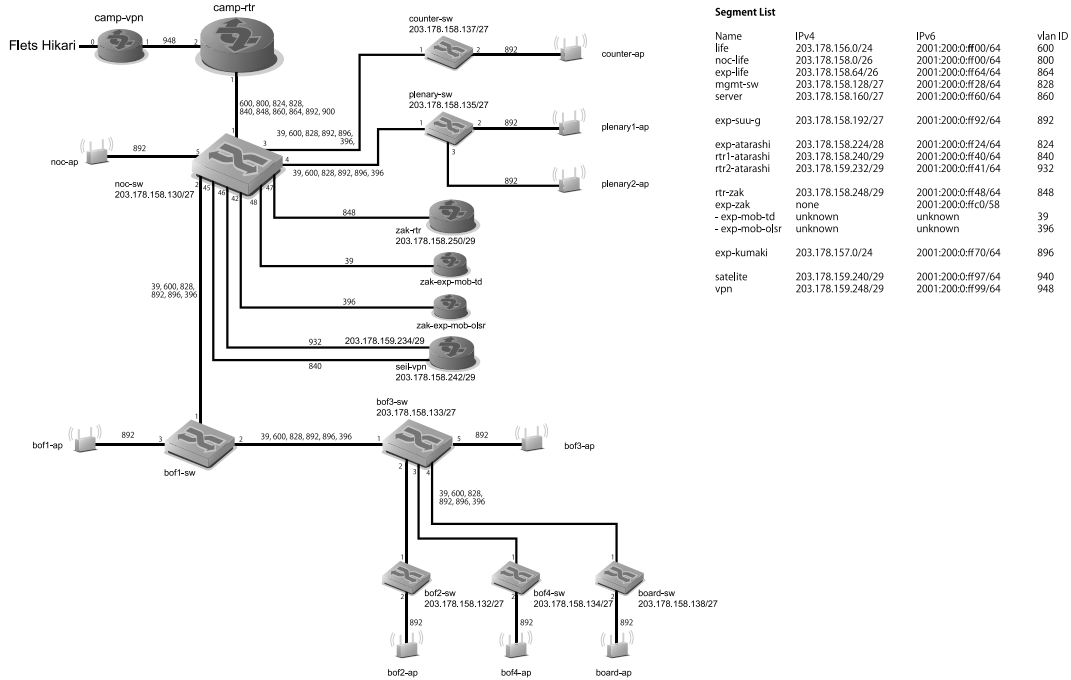 camp-vpn
camp-rtr
Flets Hikari
0
1
948
2
1
600, 800, 824, 828,
840, 848, 860, 864, 892, 900
counter-sw
203.178.158.137/27
1
2
892
counter-ap
plenary-sw
203.178.158.135/27
1
2
892
plenary1-ap
3
892
plenary2-ap
1
3
39, 600, 828, 892, 896,
396,
4
39, 600, 828, 892, 896, 396
noc-ap
892
5
noc-sw
203.178.158.130/27
2
45
46
42
48
47
848
zak-rtr
203.178.158.250/29
39
zak-exp-mob-td
396
zak-exp-mob-olsr
932
203.178.159.234/29
840
seil-vpn
203.178.158.242/29
39, 600, 828,
892, 896, 396
1
bof1-ap
892
3
2
bof1-sw
39, 600, 828, 892, 896, 396
bof3-sw
203.178.158.133/27
1
5
892
bof3-ap
2
3
4
39, 600, 828,
892, 896, 396
1
2
bof2-sw
203.178.158.132/27
892
bof2-ap
1
2
bof4-sw
203.178.158.134/27
892
bof4-ap
1
2
board-sw
203.178.158.138/27
892
board-ap
Segment List
Name IPv4 IPv6 vlan ID
life 203.178.156.0/24 2001:200:0:ff00/64 600
noc-life 203.178.158.0/26 2001:200:0:ff00/64 800
exp-life 203.178.158.64/26 2001:200:0:ff64/64 864
mgmt-sw 203.178.158.128/27 2001:200:0:ff28/64 828
server 203.178.158.160/27 2001:200:0:ff60/64 860
exp-suu-g 203.178.158.192/27 2001:200:0:ff92/64 892
exp-atarashi 203.178.158.224/28 2001:200:0:ff24/64 824
rtr1-atarashi 203.178.158.240/29 2001:200:0:ff40/64 840
rtr2-atarashi 203.178.159.232/29 2001:200:0:ff41/64 932
rtr-zak 203.178.158.248/29 2001:200:0:ff48/64 848
exp-zak none 2001:200:0:ffc0/58
- exp-mob-td unknown unknown 39
- exp-mob-olsr unknown unknown 396
exp-kumaki 203.178.157.0/24 2001:200:0:ff70/64 896
satelite 203.178.159.240/29 2001:200:0:ff97/64 940
vpn 203.178.159.248/29 2001:200:0:ff99/64 948